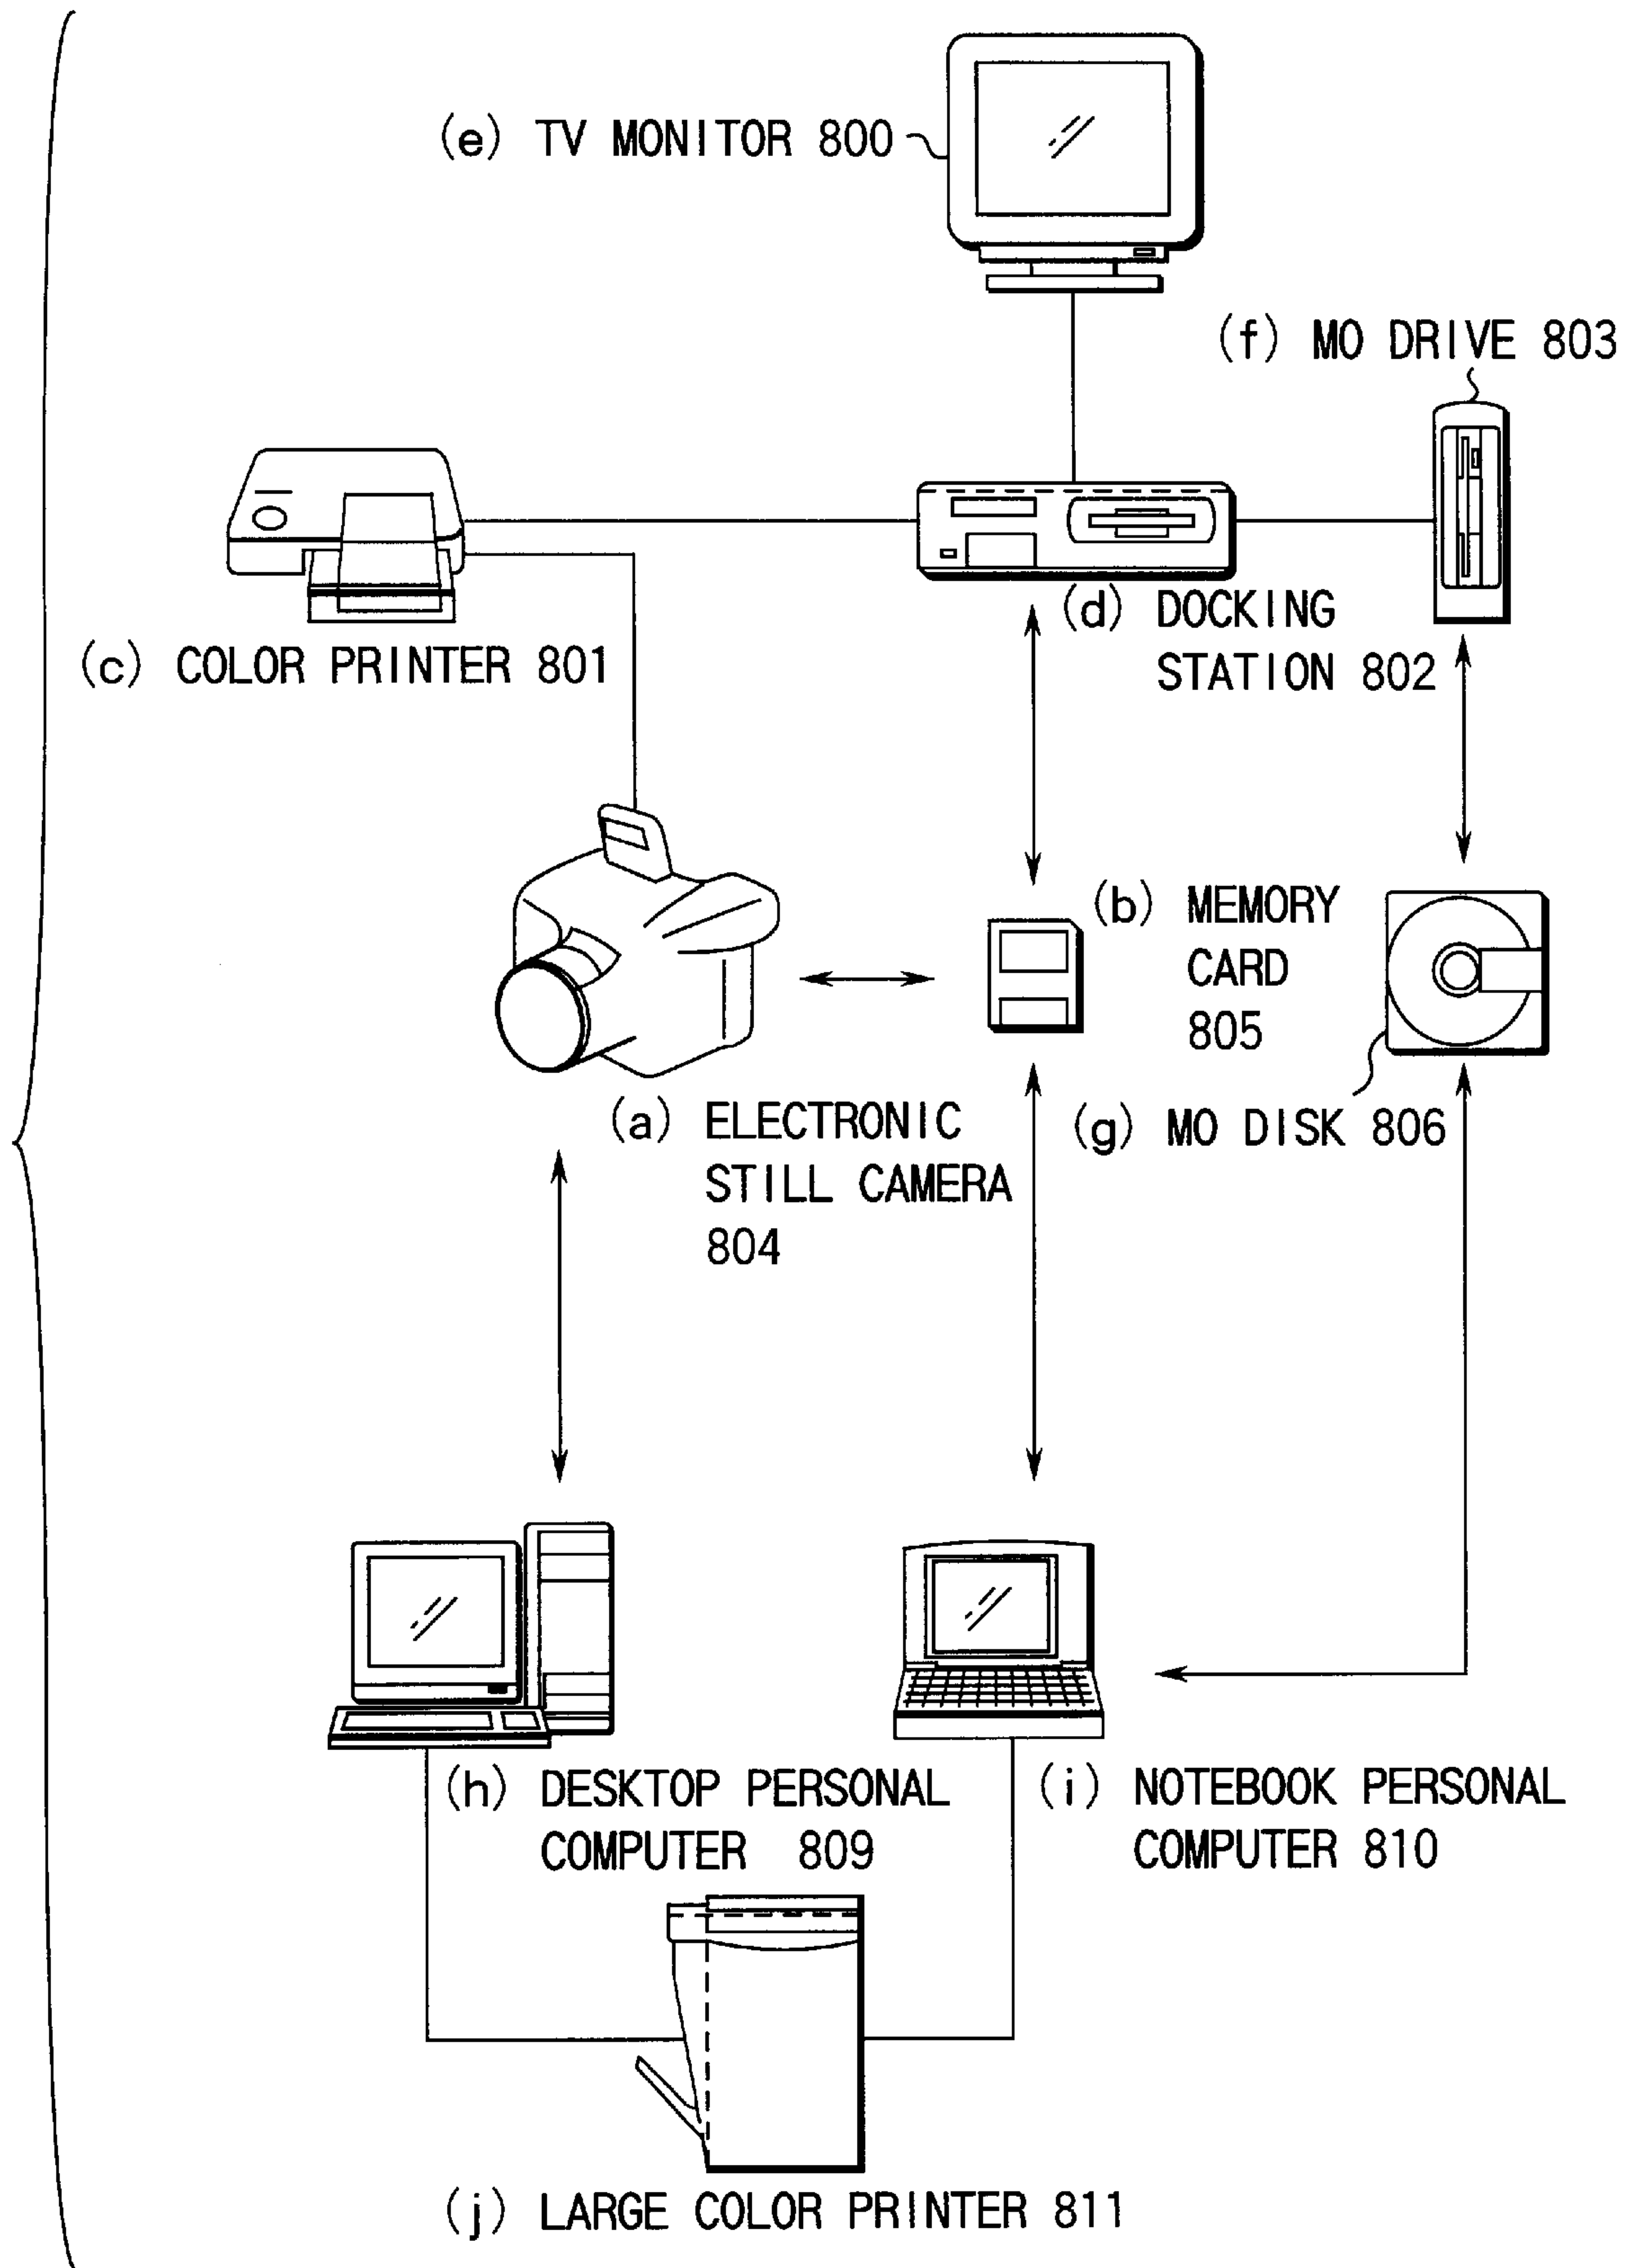 (e) TV MONITOR 800
(f) MO DRIVE 803
(d) DOCKING
STATION 802
(c) COLOR PRINTER 801
(b) MEMORY
CARD
805
(a) ELECTRONIC
STILL CAMERA
804
(g) MO DISK 806
(h) DESKTOP PERSONAL
COMPUTER 809
(i) NOTEBOOK PERSONAL
COMPUTER 810
(j) LARGE COLOR PRINTER 811